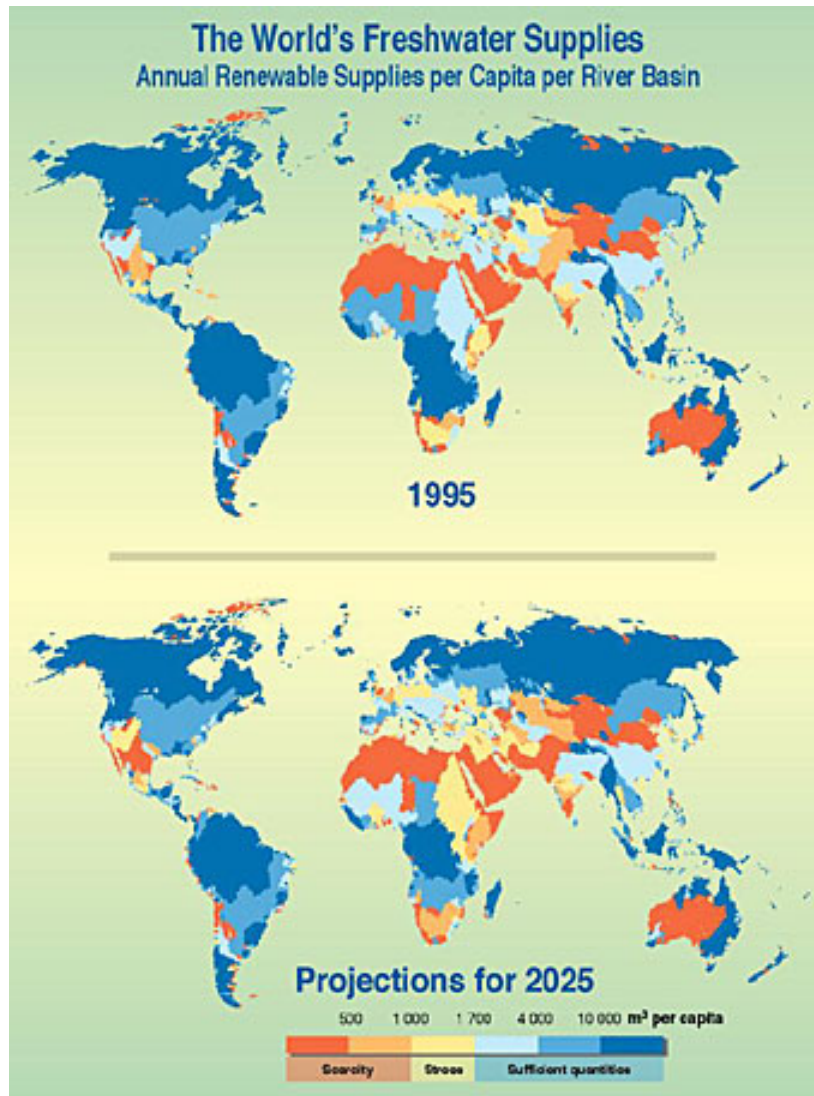 The World's Freshwater Supplies
Annual Renewable Supplies per Capita per River Basin
1995
Projections for 2025
500 1 000 1 700 4 000 10 000 m³ per capita
Scarcity Stress Sufficient quantities